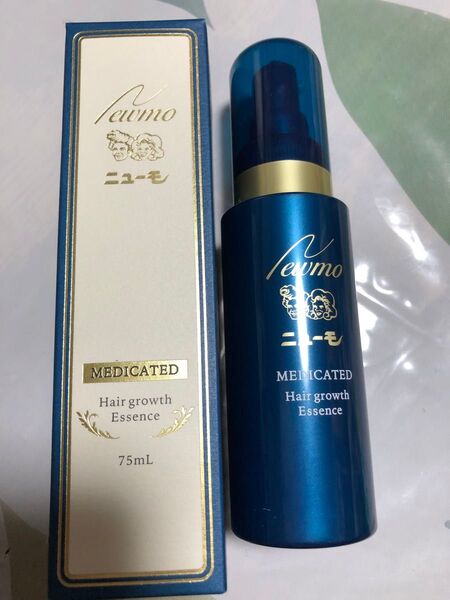 Newmo
ニューモ
MEDICATED
Hair growth
Essence
75mL
Newmo
ニューモ
MEDICATED
Hair growth
Essence